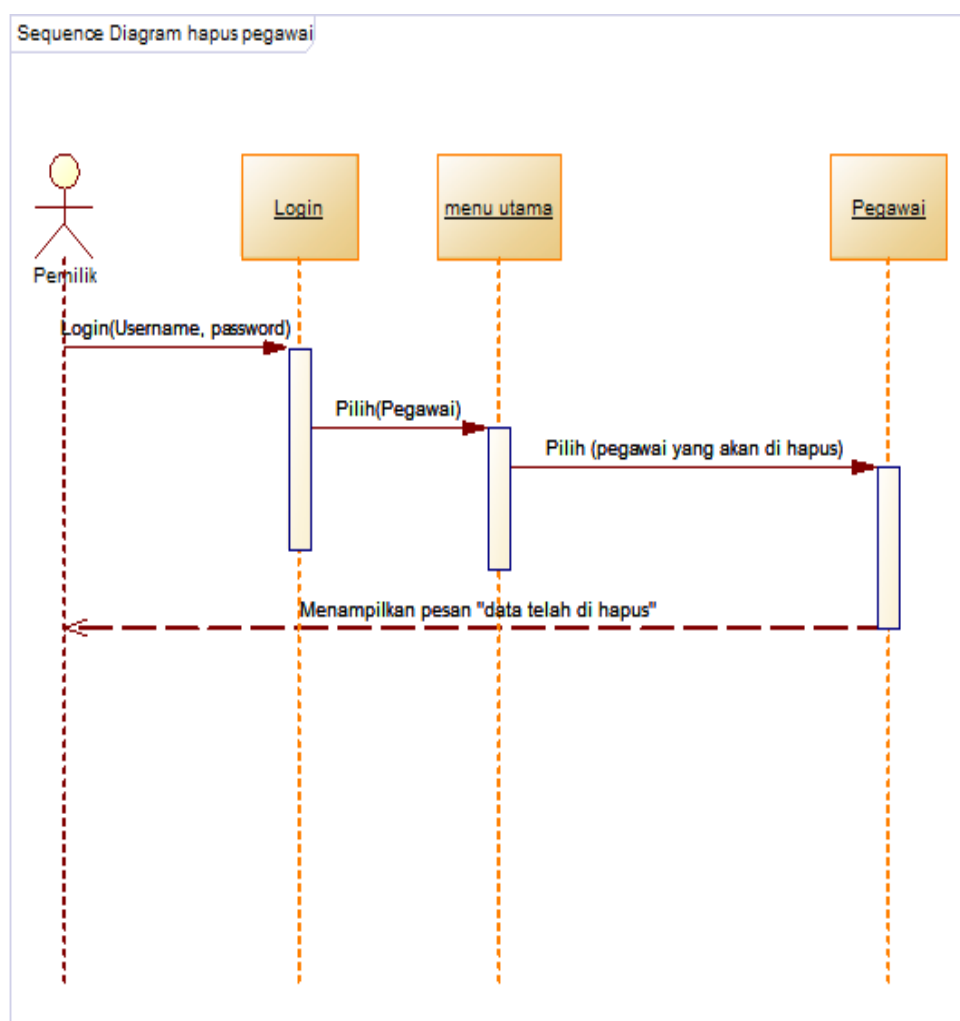 Sequence Diagram hapus pegawai
Login
menu utama
Pegawai
Pemilik
Login(Username, password)
Pilih(Pegawai)
Pilih (pegawai yang akan di hapus)
Menampilkan pesan "data telah di hapus"